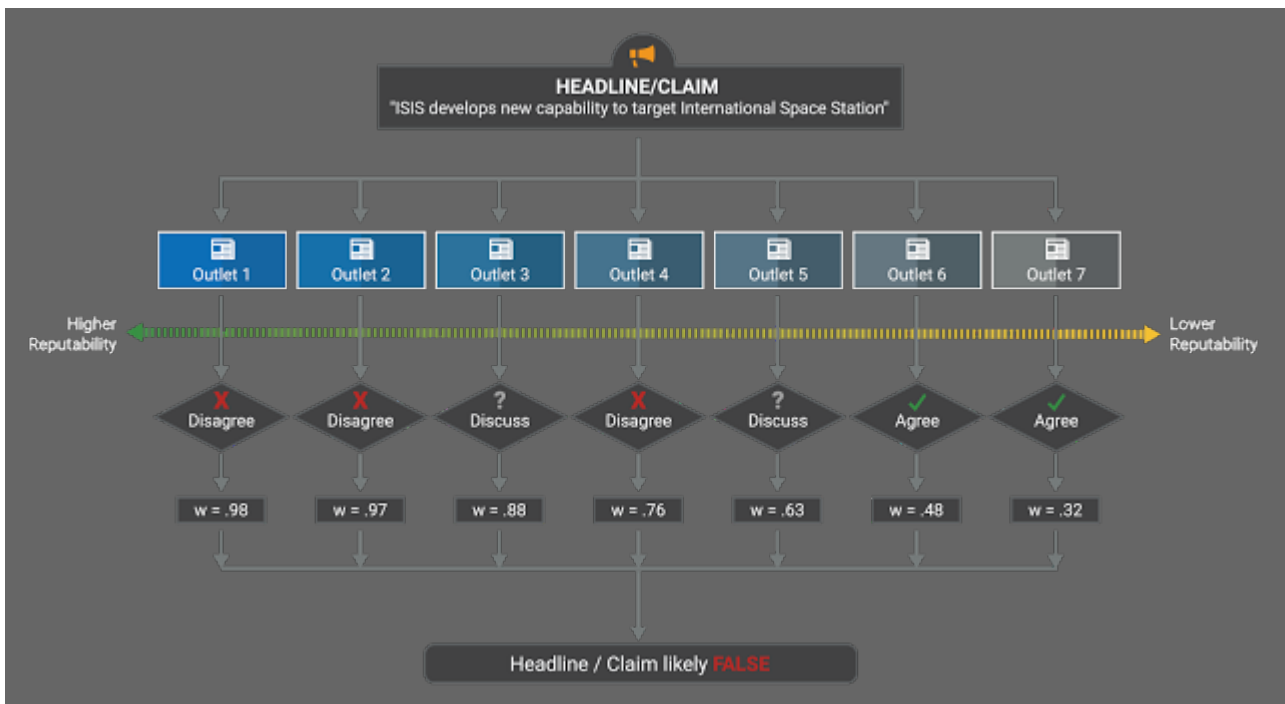 HEADLINE/CLAIM
"ISIS develops new capability to target International Space Station"
Outlet 1
Outlet 2
Outlet 3
Outlet 4
Outlet 5
Outlet 6
Outlet 7
Higher
Reputability
Lower
Reputability
X
Disagree
X
Disagree
?
Discuss
X
Disagree
?
Discuss
Agree
Agree
w = .98
w = .97
w = .88
w = .76
w = .63
w = .48
w = .32
Headline / Claim likely FALSE